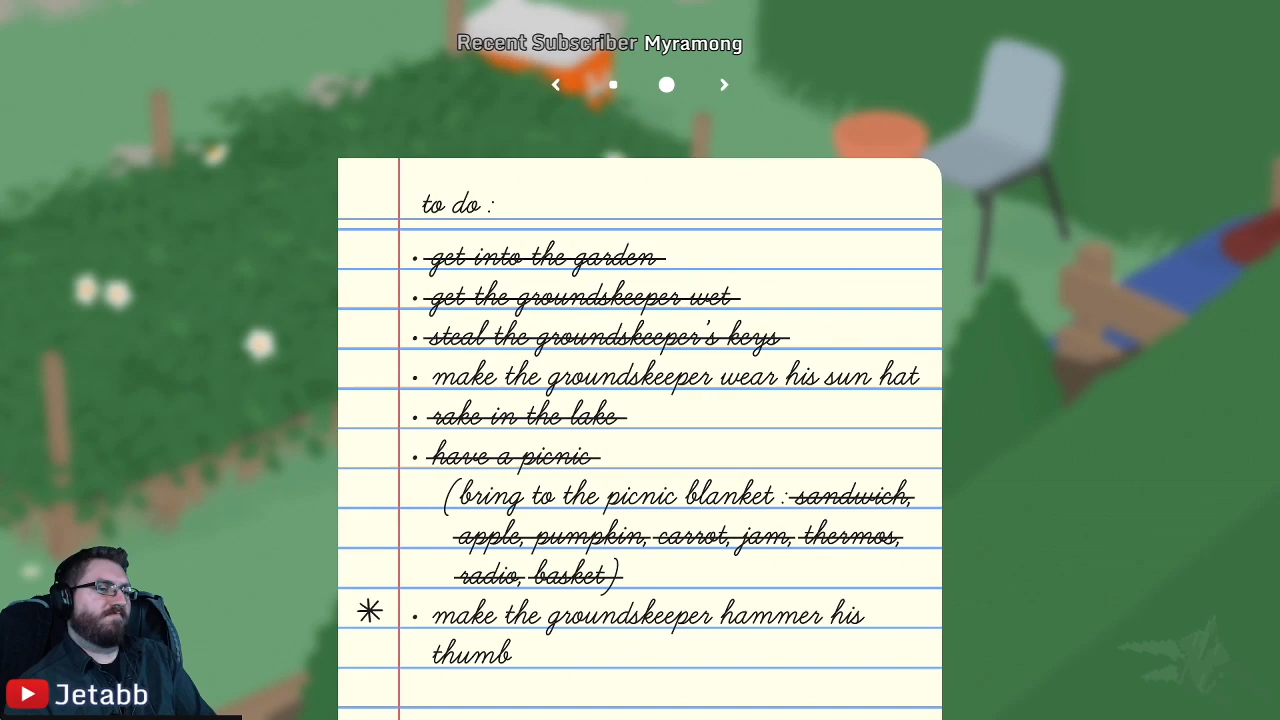 Recent Subscriber Myramong
to do :
• get into the garden
• get the groundskeeper wet
• steal the groundskeeper's keys
• make the groundskeeper wear his sun hat
• rake in the lake
• have a picnic
(bring to the picnic blanket : sandwich,
apple, pumpkin, carrot, jam, thermos,
radio, basket)
• make the groundskeeper hammer his
thumb
Jetabb